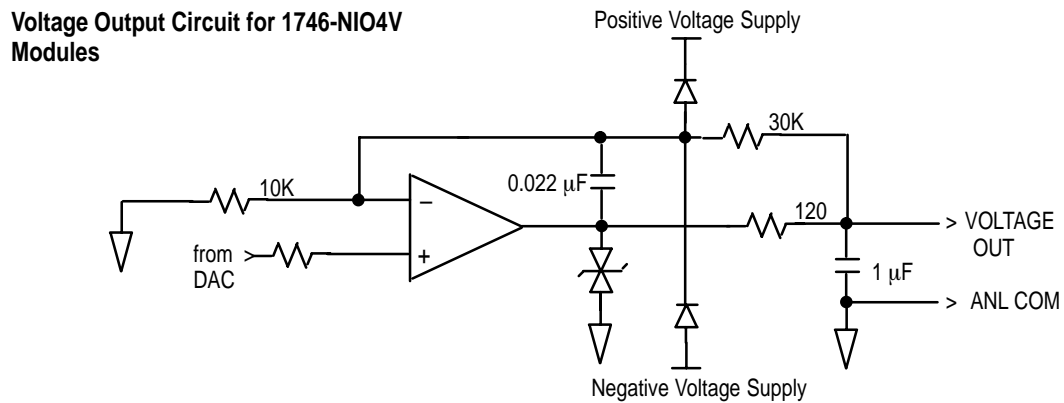 Voltage Output Circuit for 1746-NIO4V
Modules
Positive Voltage Supply
30K
10K
0.022 μF
−
+
from
DAC
>
120
> VOLTAGE
OUT
1 μF
> ANL COM
Negative Voltage Supply